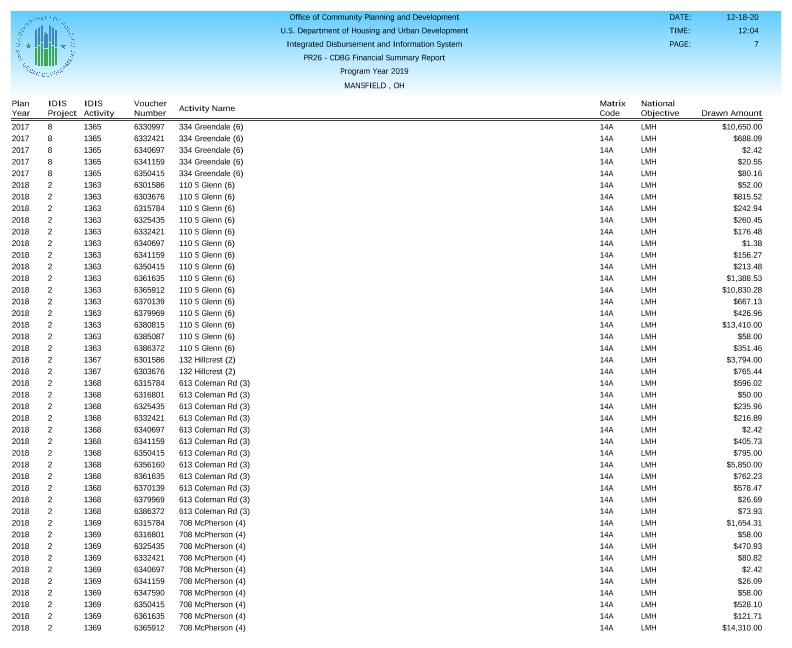 Office of Community Planning and Development DATE: 12-18-20
U.S. Department of Housing and Urban Development TIME: 12:04
Integrated Disbursement and Information System PAGE: 7
PR26 - CDBG Financial Summary Report
Program Year 2019
MANSFIELD , OH
Plan Year IDIS Project IDIS Activity Voucher Number Activity Name Matrix Code National Objective Drawn Amount
2017 8 1365 6330997 334 Greendale (6) 14A LMH $10,650.00
2017 8 1365 6332421 334 Greendale (6) 14A LMH $688.09
2017 8 1365 6340697 334 Greendale (6) 14A LMH $2.42
2017 8 1365 6341159 334 Greendale (6) 14A LMH $20.55
2017 8 1365 6350415 334 Greendale (6) 14A LMH $80.16
2018 2 1363 6301586 110 S Glenn (6) 14A LMH $52.00
2018 2 1363 6303676 110 S Glenn (6) 14A LMH $815.52
2018 2 1363 6315784 110 S Glenn (6) 14A LMH $242.94
2018 2 1363 6325435 110 S Glenn (6) 14A LMH $260.45
2018 2 1363 6332421 110 S Glenn (6) 14A LMH $176.48
2018 2 1363 6340697 110 S Glenn (6) 14A LMH $1.38
2018 2 1363 6341159 110 S Glenn (6) 14A LMH $156.27
2018 2 1363 6350415 110 S Glenn (6) 14A LMH $213.48
2018 2 1363 6361635 110 S Glenn (6) 14A LMH $1,388.53
2018 2 1363 6365912 110 S Glenn (6) 14A LMH $10,830.28
2018 2 1363 6370139 110 S Glenn (6) 14A LMH $667.13
2018 2 1363 6379969 110 S Glenn (6) 14A LMH $426.96
2018 2 1363 6380815 110 S Glenn (6) 14A LMH $13,410.00
2018 2 1363 6385087 110 S Glenn (6) 14A LMH $58.00
2018 2 1363 6386372 110 S Glenn (6) 14A LMH $351.46
2018 2 1367 6301586 132 Hillcrest (2) 14A LMH $3,794.00
2018 2 1367 6303676 132 Hillcrest (2) 14A LMH $765.44
2018 2 1368 6315784 613 Coleman Rd (3) 14A LMH $596.02
2018 2 1368 6316801 613 Coleman Rd (3) 14A LMH $50.00
2018 2 1368 6325435 613 Coleman Rd (3) 14A LMH $235.96
2018 2 1368 6332421 613 Coleman Rd (3) 14A LMH $216.89
2018 2 1368 6340697 613 Coleman Rd (3) 14A LMH $2.42
2018 2 1368 6341159 613 Coleman Rd (3) 14A LMH $405.73
2018 2 1368 6350415 613 Coleman Rd (3) 14A LMH $795.00
2018 2 1368 6356160 613 Coleman Rd (3) 14A LMH $5,850.00
2018 2 1368 6361635 613 Coleman Rd (3) 14A LMH $762.23
2018 2 1368 6370139 613 Coleman Rd (3) 14A LMH $578.47
2018 2 1368 6379969 613 Coleman Rd (3) 14A LMH $26.69
2018 2 1368 6386372 613 Coleman Rd (3) 14A LMH $73.93
2018 2 1369 6315784 708 McPherson (4) 14A LMH $1,654.31
2018 2 1369 6316801 708 McPherson (4) 14A LMH $58.00
2018 2 1369 6325435 708 McPherson (4) 14A LMH $470.93
2018 2 1369 6332421 708 McPherson (4) 14A LMH $80.82
2018 2 1369 6340697 708 McPherson (4) 14A LMH $2.42
2018 2 1369 6341159 708 McPherson (4) 14A LMH $26.09
2018 2 1369 6347590 708 McPherson (4) 14A LMH $58.00
2018 2 1369 6350415 708 McPherson (4) 14A LMH $528.10
2018 2 1369 6361635 708 McPherson (4) 14A LMH $121.71
2018 2 1369 6365912 708 McPherson (4) 14A LMH $14,310.00